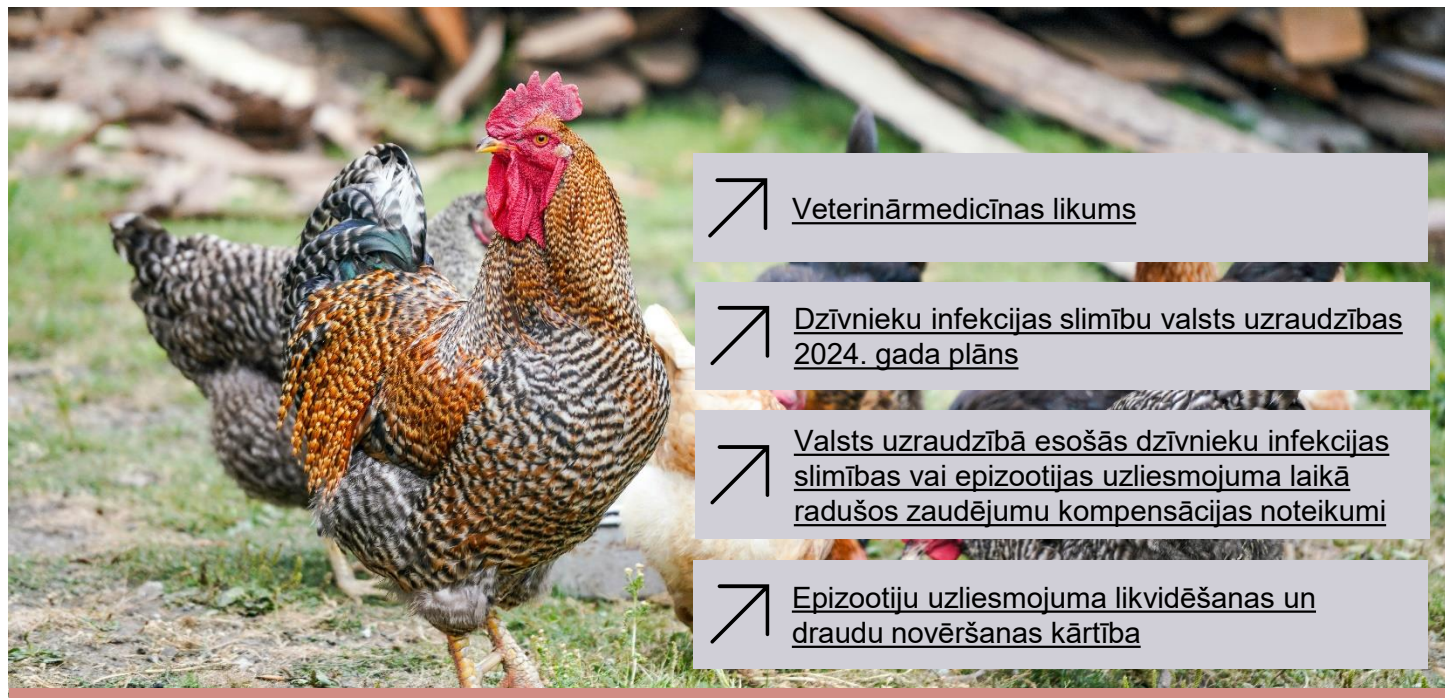 Veterinārmedicīnas likums
Dzīvnieku infekcijas slimību valsts uzraudzības
2024. gada plāns
Valsts uzraudzībā esošās dzīvnieku infekcijas
slimības vai epizootijas uzliesmojuma laikā
radušos zaudējumu kompensācijas noteikumi
Epizootiju uzliesmojuma likvidēšanas un
draudu novēršanas kārtība